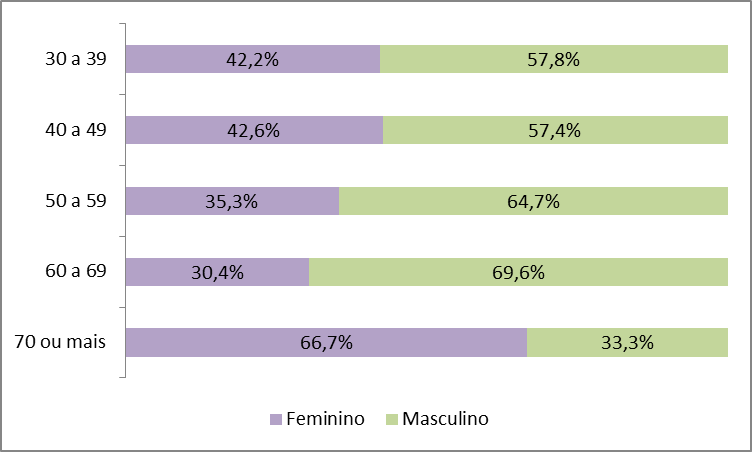 30 a 39 42,2% 57,8%
40 a 49 42,6% 57,4%
50 a 59 35,3% 64,7%
60 a 69 30,4% 69,6%
70 ou mais 66,7% 33,3%
Feminino Masculino